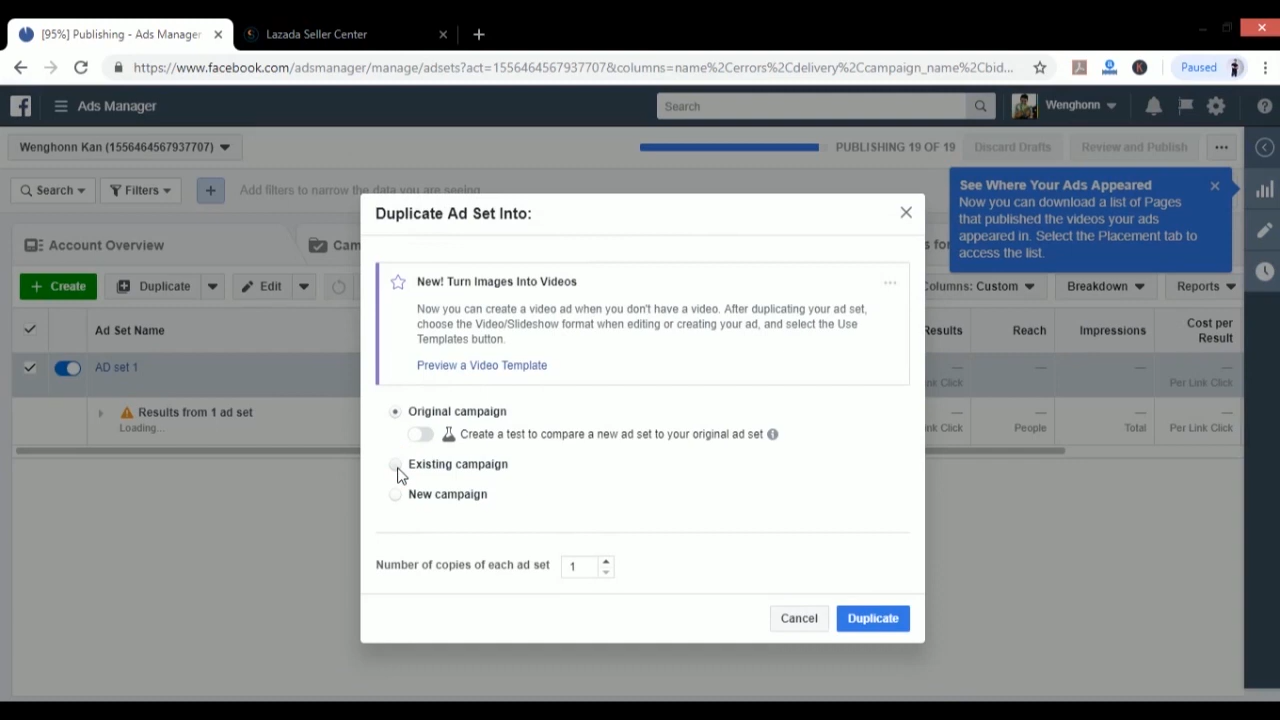 [95%] Publishing - Ads Manager
Lazada Seller Center
https://www.facebook.com/adsmanager/manage/adsets?act=1556464567937707&columns=name%2Cerrors%2Cdelivery%2Ccampaign_name%2Cbid...
Paused
Ads Manager
Search
Wenghonn
Wenghonn Kan (1556464567937707)
PUBLISHING 19 OF 19
Discard Drafts
Review and Publish
Search
Filters
Add filters to narrow the data you are seeing
See Where Your Ads Appeared
Now you can download a list of Pages
that published the videos your ads
appeared in. Select the Placement tab to
access the list.
Account Overview
Cam
s for
Create
Duplicate
Edit
Columns: Custom
Breakdown
Reports
Ad Set Name
Results
Reach
Impressions
Cost per
Result
AD set 1
— — — —
nk Click
Per Link Click
Results from 1 ad set
Loading...
— — — —
nk Click
People
Total
Per Link Click
Duplicate Ad Set Into:
New! Turn Images Into Videos
Now you can create a video ad when you don't have a video. After duplicating your ad set,
choose the Video/Slideshow format when editing or creating your ad, and select the Use
Templates button.
Preview a Video Template
Original campaign
Create a test to compare a new ad set to your original ad set
Existing campaign
New campaign
Number of copies of each ad set
1
Cancel
Duplicate